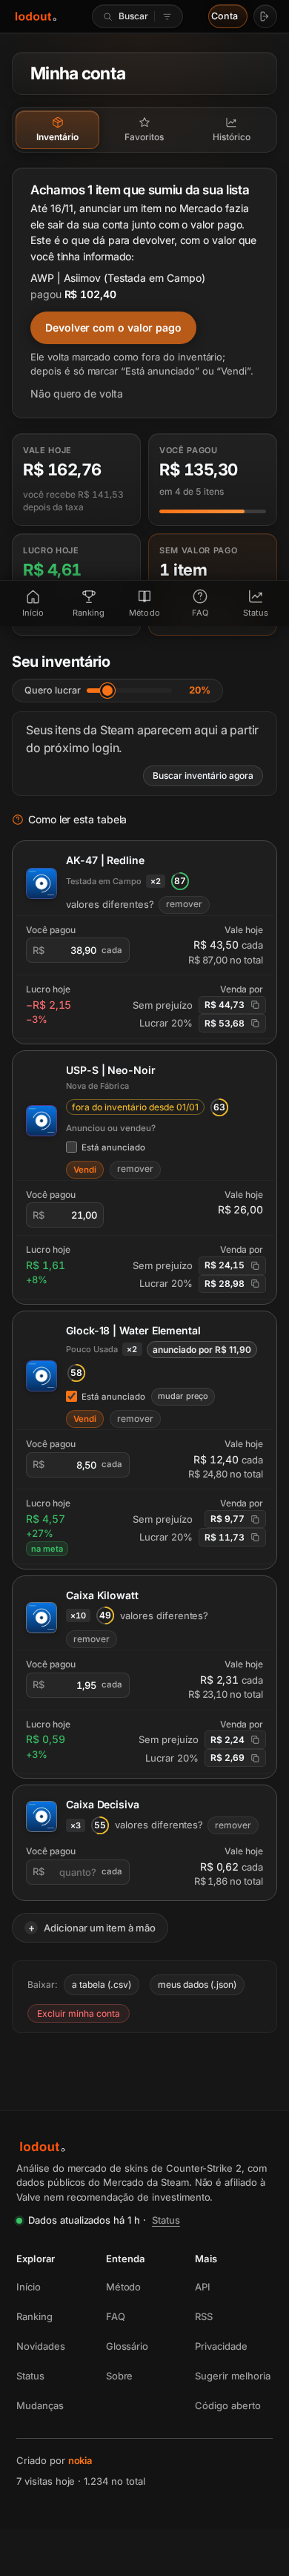 lodout.
Buscar
Conta
Minha conta
Inventário
Favoritos
Histórico
Achamos 1 item que sumiu da sua lista
Até 16/11, anunciar um item no Mercado fazia
ele sair da sua conta junto com o valor pago.
Este é o que dá para devolver, com o valor que
você tinha informado:
AWP | Asiimov (Testada em Campo)
pagou R$ 102,40
Devolver com o valor pago
Ele volta marcado como fora do inventário;
depois é só marcar “Está anunciado” ou “Vendi”.
Não quero de volta
VALE HOJE
R$ 162,76
você recebe R$ 141,53
depois da taxa
VOCÊ PAGOU
R$ 135,30
em 4 de 5 itens
LUCRO HOJE
R$ 4,61
SEM VALOR PAGO
1 item
Início
Ranking
Método
FAQ
Status
Seu inventário
Quero lucrar
20%
Seus itens da Steam aparecem aqui a partir
do próximo login.
Buscar inventário agora
Como ler esta tabela
AK-47 | Redline
Testada em Campo ×2 87
valores diferentes? remover
Você pagou
R$ 38,90 cada
Vale hoje
R$ 43,50 cada
R$ 87,00 no total
Lucro hoje
−R$ 2,15
−3%
Venda por
Sem prejuízo R$ 44,73
Lucrar 20% R$ 53,68
USP-S | Neo-Noir
Nova de Fábrica
fora do inventário desde 01/01 63
Anunciou ou vendeu?
Está anunciado
Vendi remover
Você pagou
R$ 21,00
Vale hoje
R$ 26,00
Lucro hoje
R$ 1,61
+8%
Venda por
Sem prejuízo R$ 24,15
Lucrar 20% R$ 28,98
Glock-18 | Water Elemental
Pouco Usada ×2 anunciado por R$ 11,90
58
Está anunciado mudar preço
Vendi remover
Você pagou
R$ 8,50 cada
Vale hoje
R$ 12,40 cada
R$ 24,80 no total
Lucro hoje
R$ 4,57
+27%
na meta
Venda por
Sem prejuízo R$ 9,77
Lucrar 20% R$ 11,73
Caixa Kilowatt
×10 49 valores diferentes?
remover
Você pagou
R$ 1,95 cada
Vale hoje
R$ 2,31 cada
R$ 23,10 no total
Lucro hoje
R$ 0,59
+3%
Venda por
Sem prejuízo R$ 2,24
Lucrar 20% R$ 2,69
Caixa Decisiva
×3 55 valores diferentes? remover
Você pagou
R$ quanto? cada
Vale hoje
R$ 0,62 cada
R$ 1,86 no total
+ Adicionar um item à mão
Baixar: a tabela (.csv) meus dados (.json)
Excluir minha conta
lodout.
Análise do mercado de skins de Counter-Strike 2, com
dados públicos do Mercado da Steam. Não é afiliado à
Valve nem recomendação de investimento.
Dados atualizados há 1 h · Status
Explorar
Início
Ranking
Novidades
Status
Mudanças
Entenda
Método
FAQ
Glossário
Sobre
Mais
API
RSS
Privacidade
Sugerir melhoria
Código aberto
Criado por nokia
7 visitas hoje · 1.234 no total